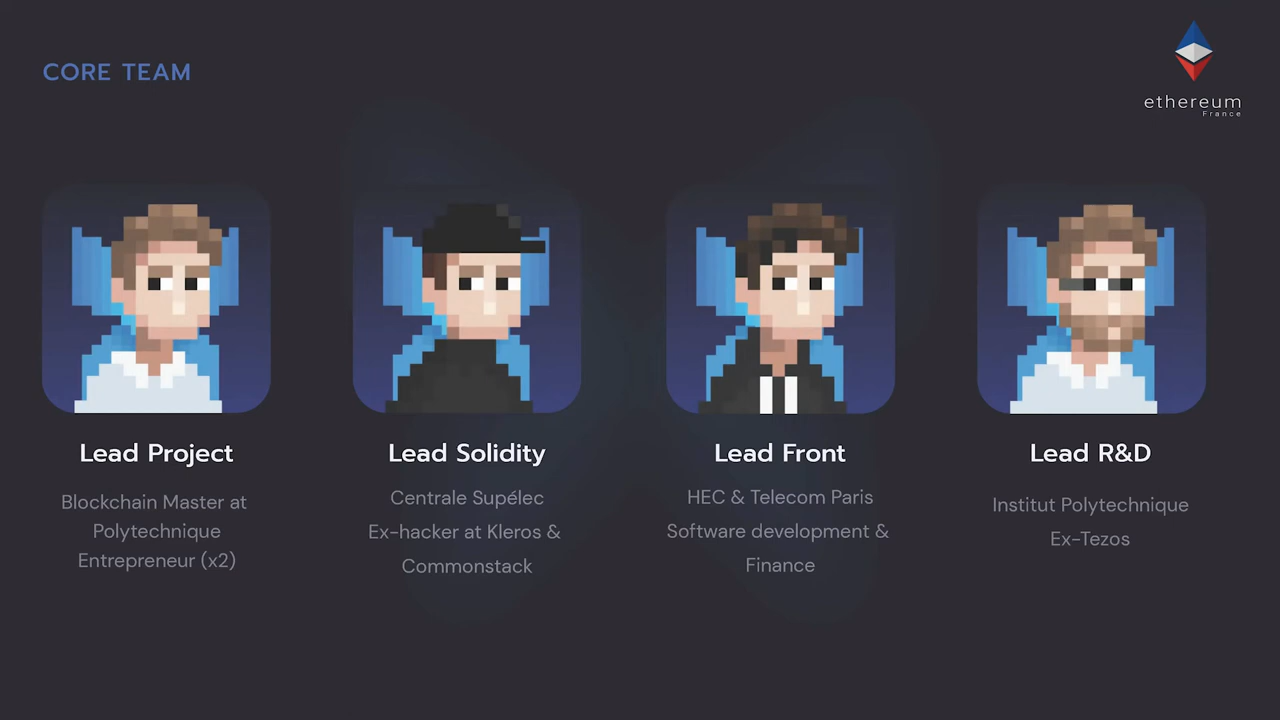 CORE TEAM
ethereum
France
Lead Project
Blockchain Master at
Polytechnique
Entrepreneur (x2)
Lead Solidity
Centrale Supélec
Ex-hacker at Kleros &
Commonstack
Lead Front
HEC & Telecom Paris
Software development &
Finance
Lead R&D
Institut Polytechnique
Ex-Tezos